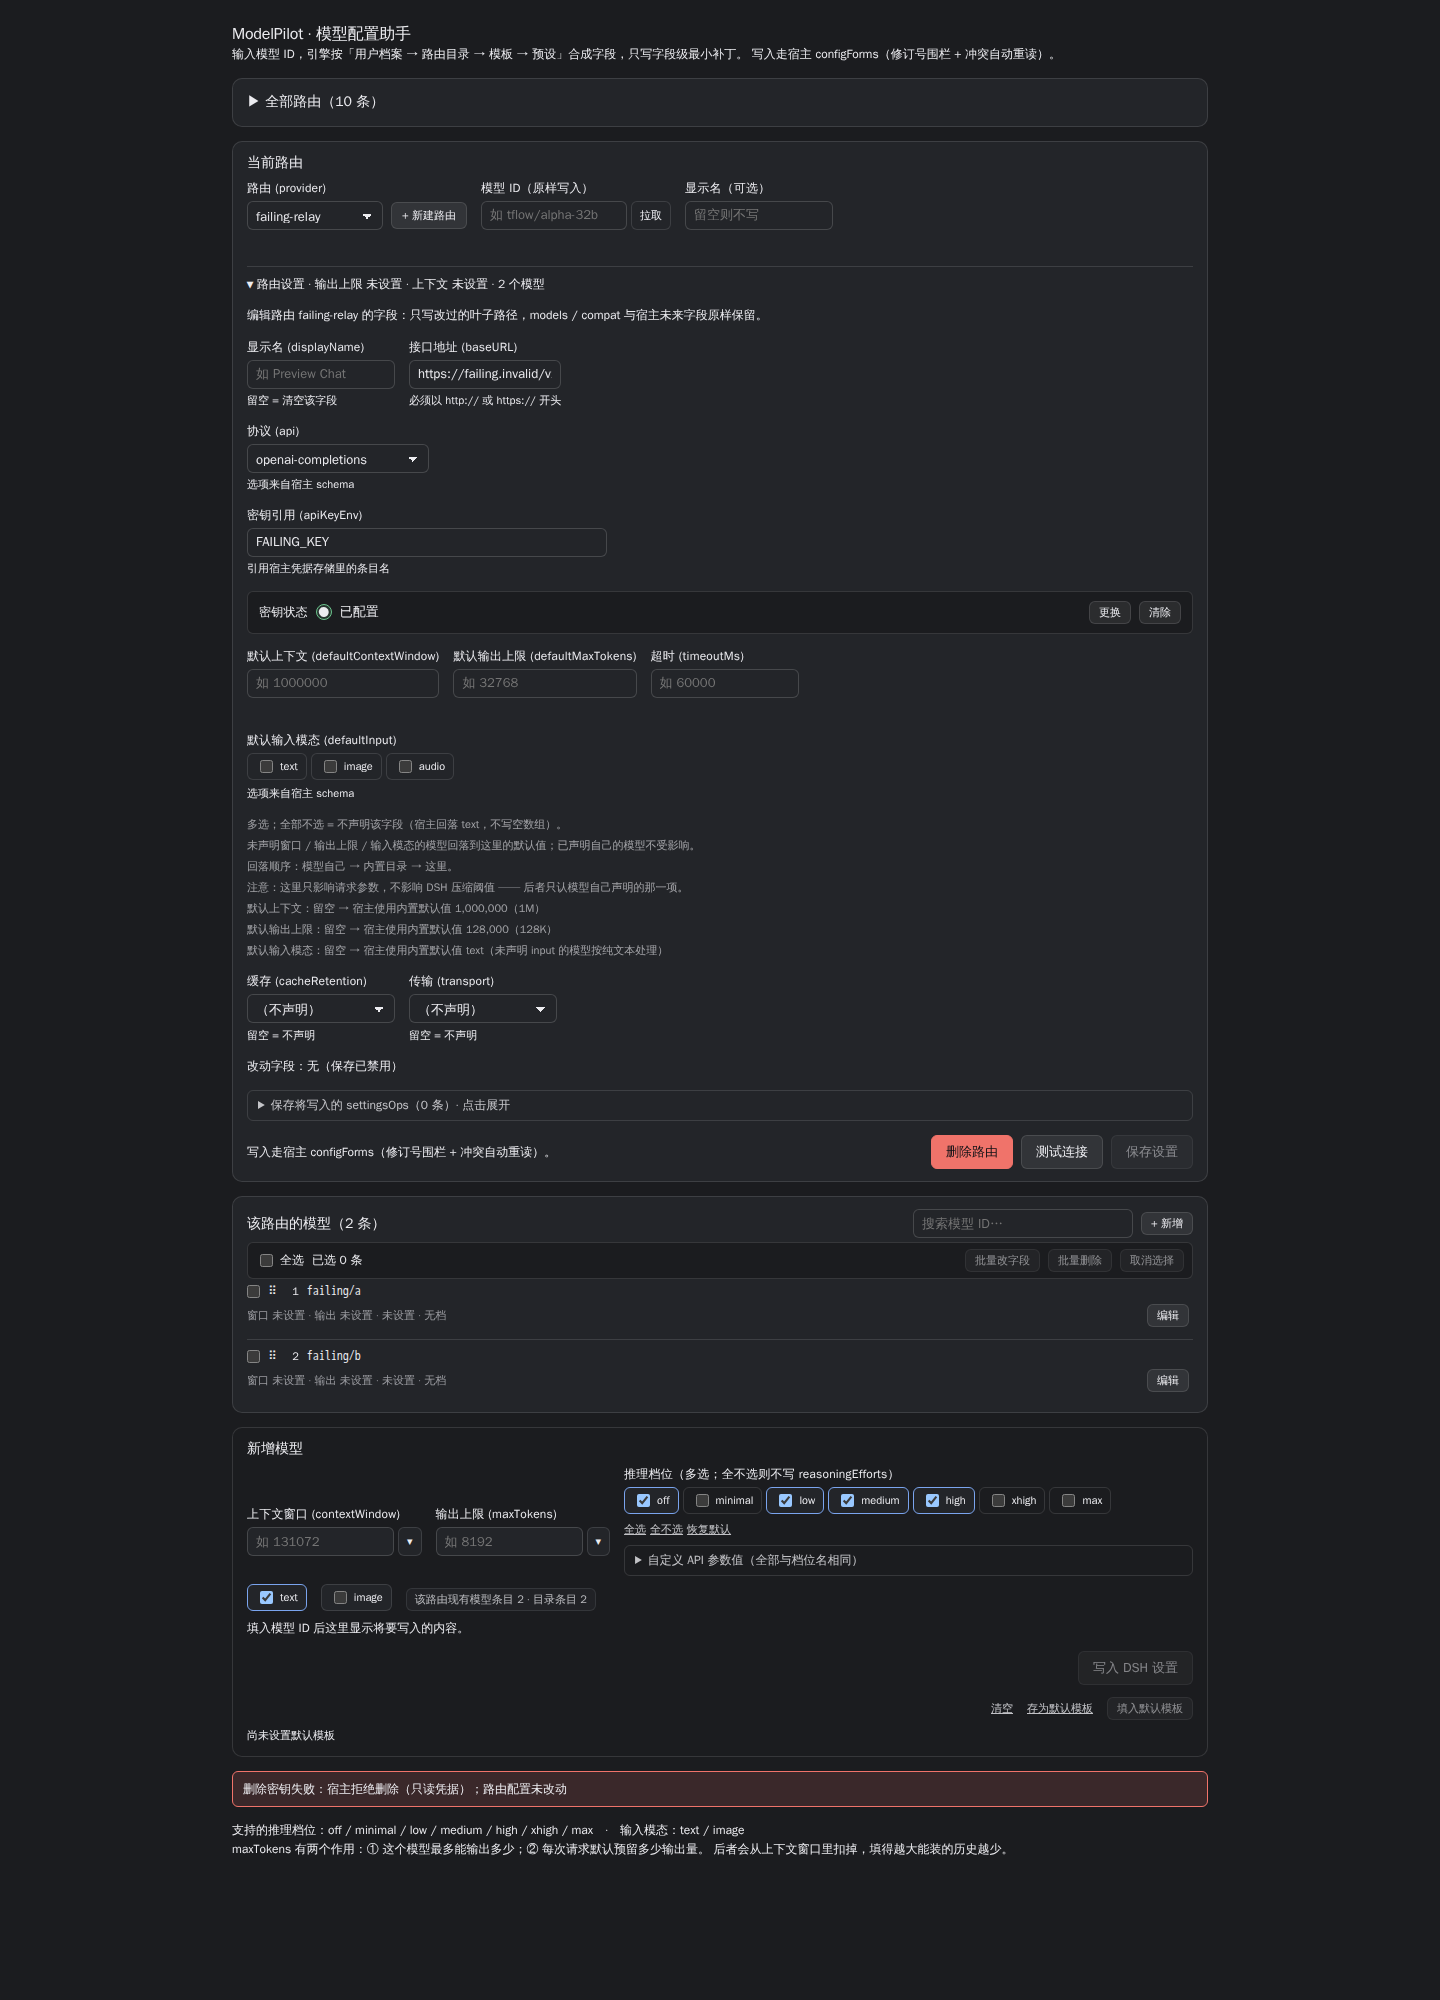 ModelPilot · 模型配置助手
输入模型 ID，引擎按「用户档案 → 路由目录 → 模板 → 预设」合成字段，只写字段级最小补丁。 写入走宿主 configForms（修订号围栏 + 冲突自动重读）。
▶ 全部路由（10 条）
当前路由
路由 (provider) 模型 ID（原样写入） 显示名（可选）
failing-relay + 新建路由 如 tflow/alpha-32b 拉取 留空则不写
▼ 路由设置 · 输出上限 未设置 · 上下文 未设置 · 2 个模型
编辑路由 failing-relay 的字段：只写改过的叶子路径，models / compat 与宿主未来字段原样保留。
显示名 (displayName) 接口地址 (baseURL)
如 Preview Chat https://failing.invalid/v
留空 = 清空该字段 必须以 http:// 或 https:// 开头
协议 (api)
openai-completions
选项来自宿主 schema
密钥引用 (apiKeyEnv)
FAILING_KEY
引用宿主凭据存储里的条目名
密钥状态 已配置 更换 清除
默认上下文 (defaultContextWindow) 默认输出上限 (defaultMaxTokens) 超时 (timeoutMs)
如 1000000 如 32768 如 60000
默认输入模态 (defaultInput)
text image audio
选项来自宿主 schema
多选；全部不选 = 不声明该字段（宿主回落 text，不写空数组）。
未声明窗口 / 输出上限 / 输入模态的模型回落到这里的默认值；已声明自己的模型不受影响。
回落顺序：模型自己 → 内置目录 → 这里。
注意：这里只影响请求参数，不影响 DSH 压缩阈值 —— 后者只认模型自己声明的那一项。
默认上下文：留空 → 宿主使用内置默认值 1,000,000（1M）
默认输出上限：留空 → 宿主使用内置默认值 128,000（128K）
默认输入模态：留空 → 宿主使用内置默认值 text（未声明 input 的模型按纯文本处理）
缓存 (cacheRetention) 传输 (transport)
（不声明） （不声明）
留空 = 不声明 留空 = 不声明
改动字段：无（保存已禁用）
▶ 保存将写入的 settingsOps（0 条）· 点击展开
写入走宿主 configForms（修订号围栏 + 冲突自动重读）。 删除路由 测试连接 保存设置
该路由的模型（2 条） 搜索模型 ID… + 新增
全选 已选 0 条 批量改字段 批量删除 取消选择
⠿ 1 failing/a
窗口 未设置 · 输出 未设置 · 未设置 · 无档 编辑
⠿ 2 failing/b
窗口 未设置 · 输出 未设置 · 未设置 · 无档 编辑
新增模型
推理档位（多选；全不选则不写 reasoningEfforts）
off minimal low medium high xhigh max
上下文窗口 (contextWindow) 输出上限 (maxTokens)
全选 全不选 恢复默认
如 131072 ▼ 如 8192 ▼
▶ 自定义 API 参数值（全部与档位名相同）
text image 该路由现有模型条目 2 · 目录条目 2
填入模型 ID 后这里显示将要写入的内容。
写入 DSH 设置
清空 存为默认模板 填入默认模板
尚未设置默认模板
删除密钥失败：宿主拒绝删除（只读凭据）；路由配置未改动
支持的推理档位：off / minimal / low / medium / high / xhigh / max · 输入模态：text / image
maxTokens 有两个作用：① 这个模型最多能输出多少；② 每次请求默认预留多少输出量。 后者会从上下文窗口里扣掉，填得越大能装的历史越少。